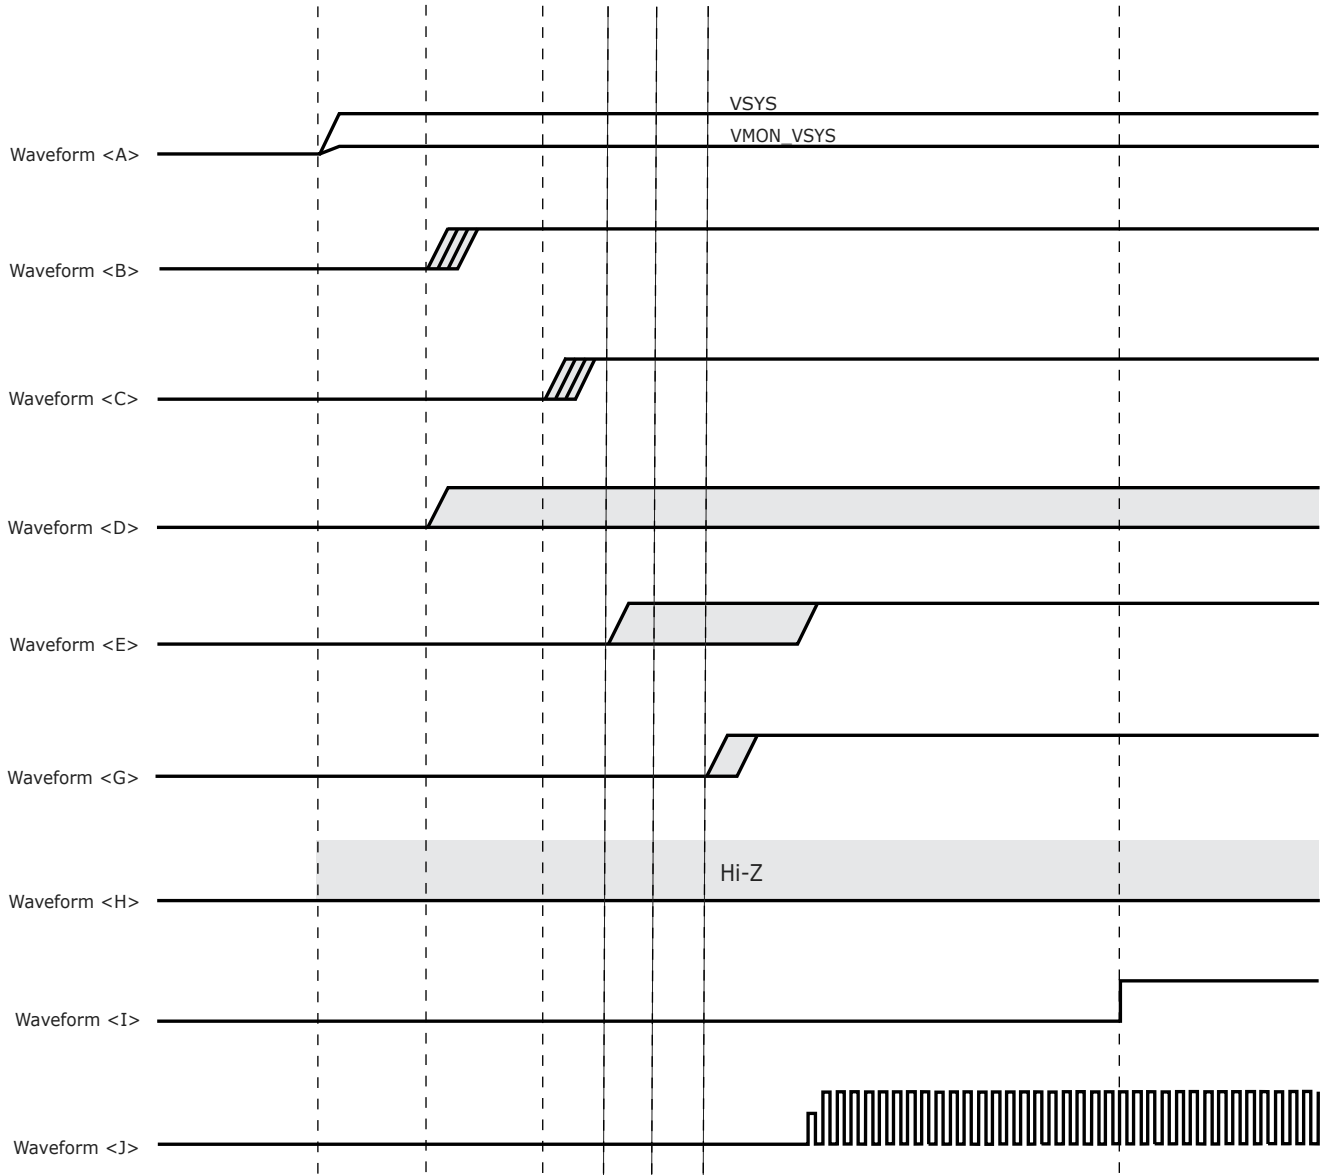 VSYS
VMON_VSYS
Waveform <A>
Waveform <B>
Waveform <C>
Waveform <D>
Waveform <E>
Waveform <G>
Hi-Z
Waveform <H>
Waveform <I>
Waveform <J>